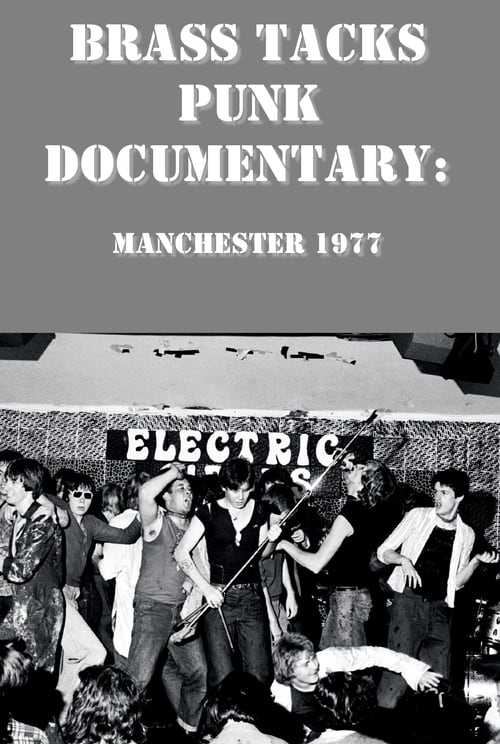 BRASS TACKS
PUNK
DOCUMENTARY:
MANCHESTER 1977
ELECTRIC